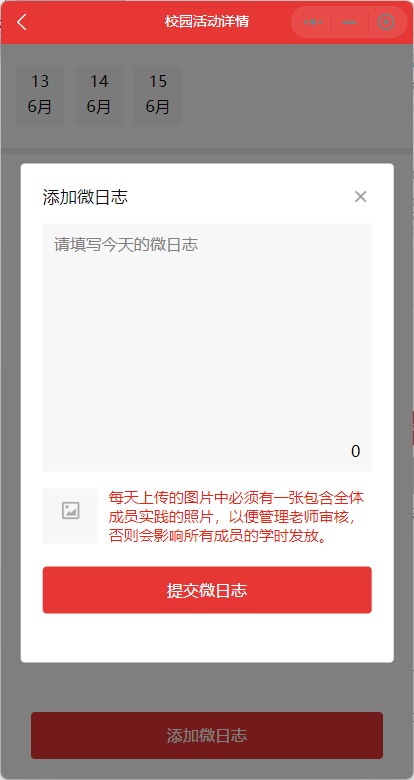 校园活动详情
13 14 15
6月 6月 6月
添加微日志
请填写今天的微日志
0
每天上传的图片中必须有一张包含全体
成员实践的照片，以便管理老师审核，
否则会影响所有成员的学时发放。
提交微日志
添加微日志